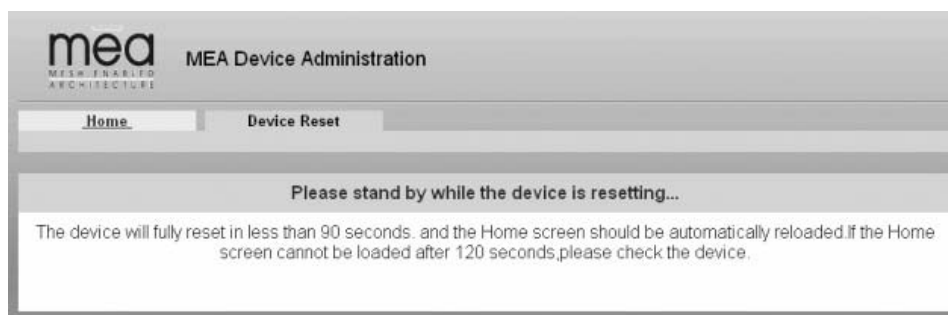 mea
MESH ENABLED
ARCHITECTURE
MEA Device Administration
Home
Device Reset
Please stand by while the device is resetting...
The device will fully reset in less than 90 seconds. and the Home screen should be automatically reloaded.If the Home
screen cannot be loaded after 120 seconds,please check the device.